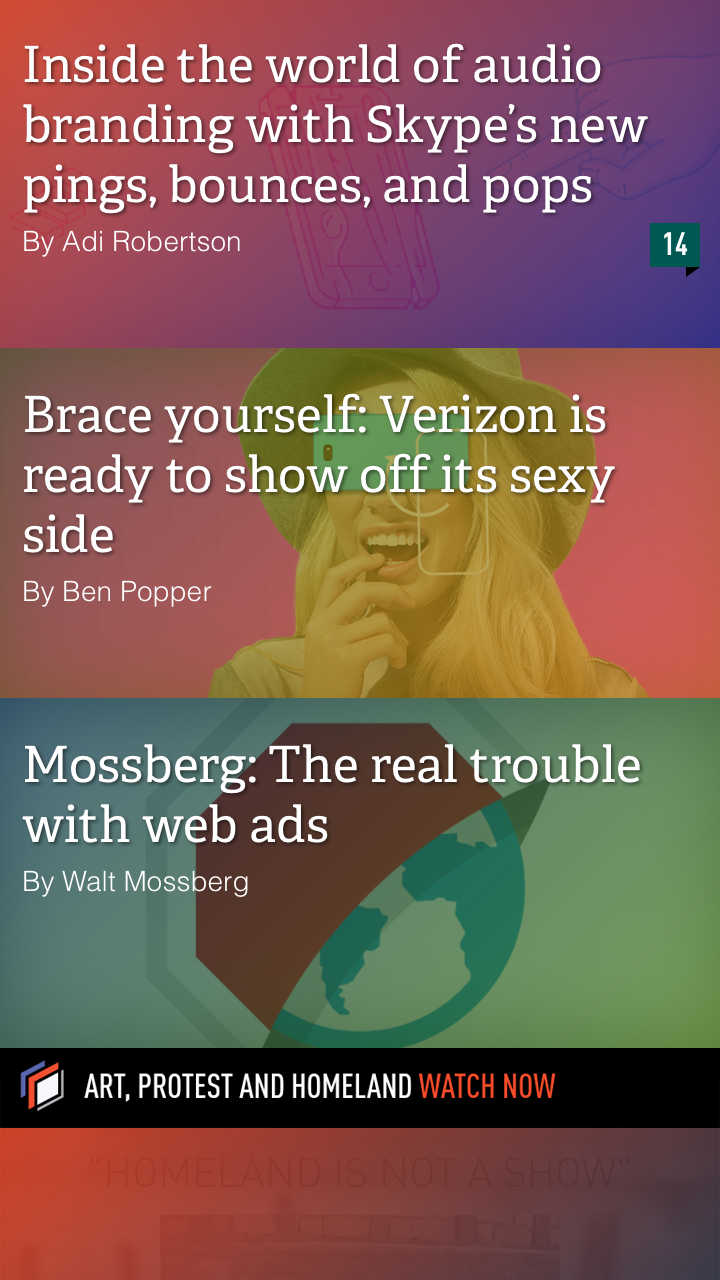 Inside the world of audio
branding with Skype’s new
pings, bounces, and pops
By Adi Robertson
14
Brace yourself: Verizon is
ready to show off its sexy
side
By Ben Popper
Mossberg: The real trouble
with web ads
By Walt Mossberg
ART, PROTEST AND HOMELAND WATCH NOW
"HOMELAND IS NOT A SHOW"